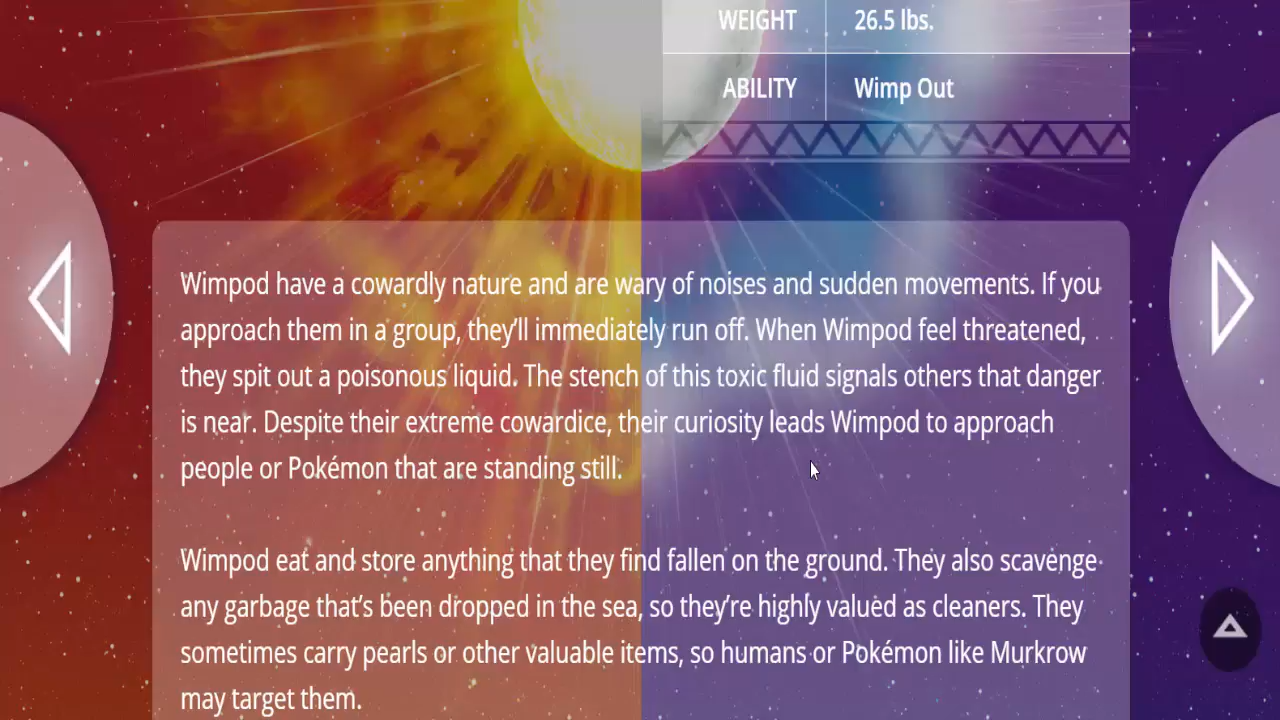 WEIGHT 26.5 lbs.
ABILITY Wimp Out
Wimpod have a cowardly nature and are wary of noises and sudden movements. If you
approach them in a group, they’ll immediately run off. When Wimpod feel threatened,
they spit out a poisonous liquid. The stench of this toxic fluid signals others that danger
is near. Despite their extreme cowardice, their curiosity leads Wimpod to approach
people or Pokémon that are standing still.
Wimpod eat and store anything that they find fallen on the ground. They also scavenge
any garbage that’s been dropped in the sea, so they’re highly valued as cleaners. They
sometimes carry pearls or other valuable items, so humans or Pokémon like Murkrow
may target them.